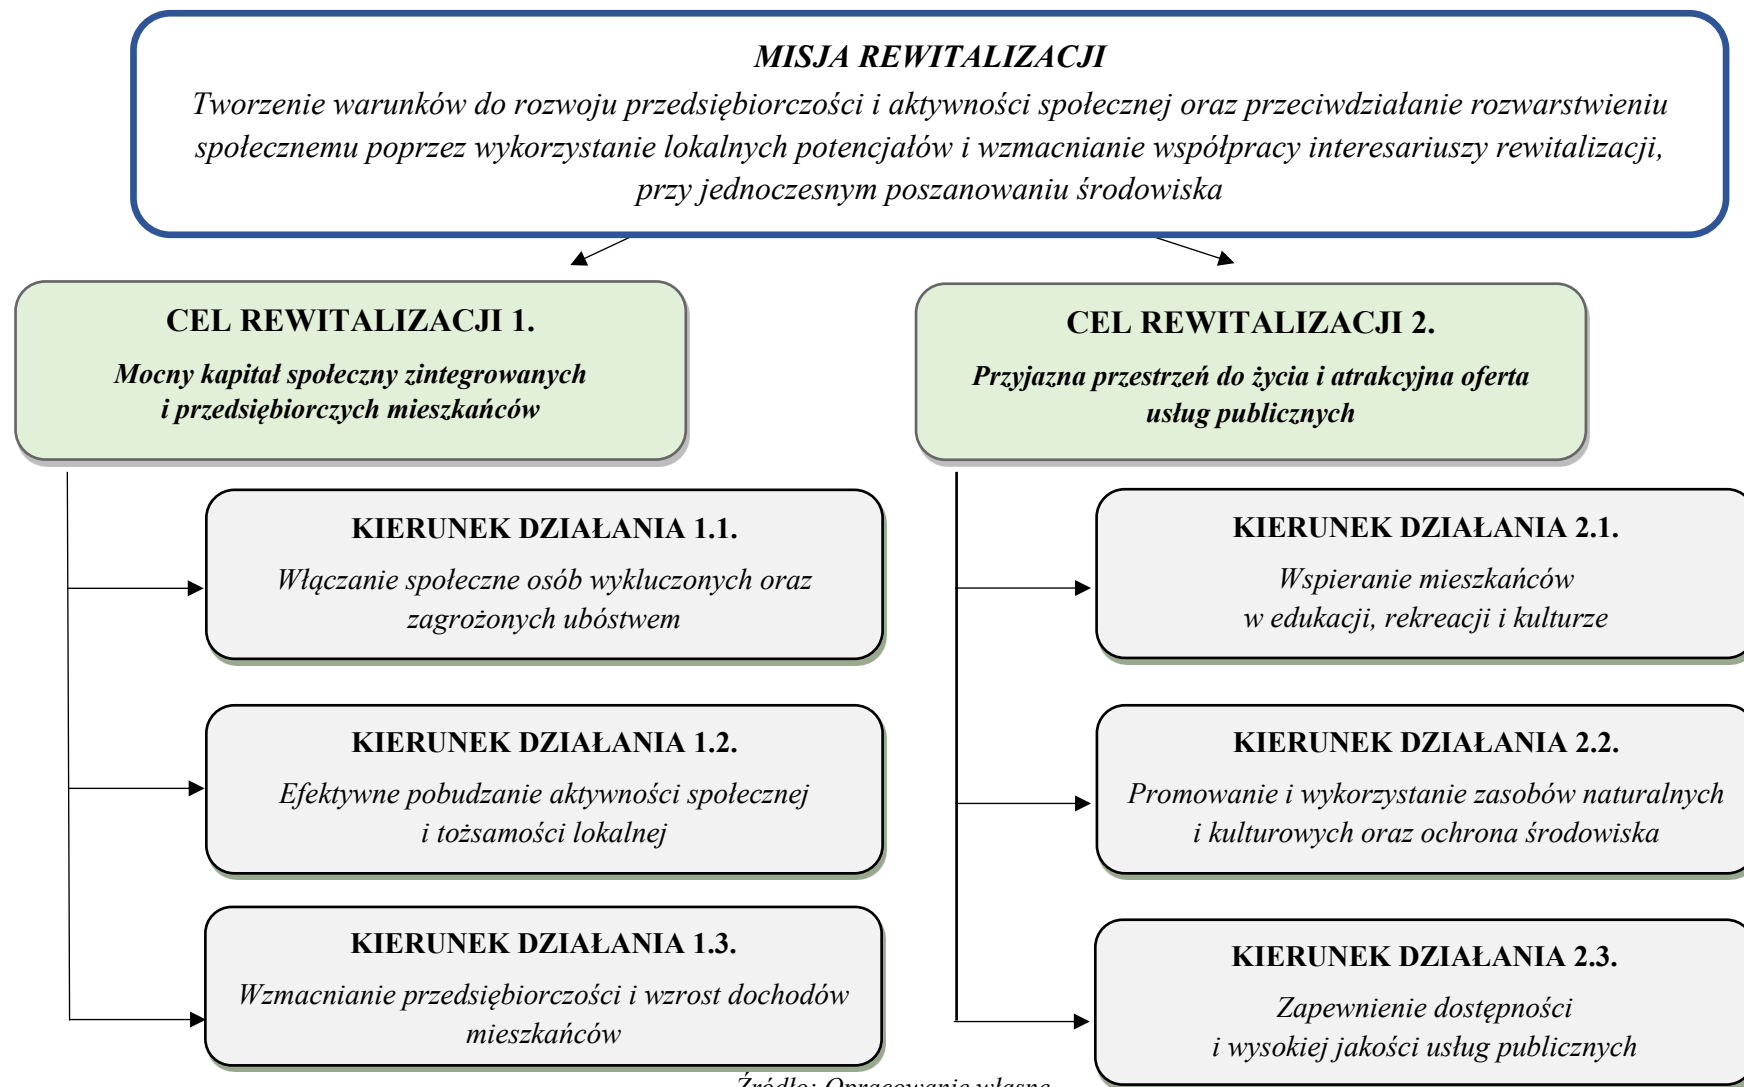 MISJA REWITALIZACJI
Tworzenie warunków do rozwoju przedsiębiorczości i aktywności społecznej oraz przeciwdziałanie rozwarstwieniu
społecznemu poprzez wykorzystanie lokalnych potencjałów i wzmacnianie współpracy interesariuszy rewitalizacji,
przy jednoczesnym poszanowaniu środowiska
CEL REWITALIZACJI 1.
Mocny kapitał społeczny zintegrowanych
i przedsiębiorczych mieszkańców
KIERUNEK DZIAŁANIA 1.1.
Włączanie społeczne osób wykluczonych oraz
zagrożonych ubóstwem
KIERUNEK DZIAŁANIA 1.2.
Efektywne pobudzanie aktywności społecznej
i tożsamości lokalnej
KIERUNEK DZIAŁANIA 1.3.
Wzmacnianie przedsiębiorczości i wzrost dochodów
mieszkańców
CEL REWITALIZACJI 2.
Przyjazna przestrzeń do życia i atrakcyjna oferta
usług publicznych
KIERUNEK DZIAŁANIA 2.1.
Wspieranie mieszkańców
w edukacji, rekreacji i kulturze
KIERUNEK DZIAŁANIA 2.2.
Promowanie i wykorzystanie zasobów naturalnych
i kulturowych oraz ochrona środowiska
KIERUNEK DZIAŁANIA 2.3.
Zapewnienie dostępności
i wysokiej jakości usług publicznych
Źródło: Opracowanie własne